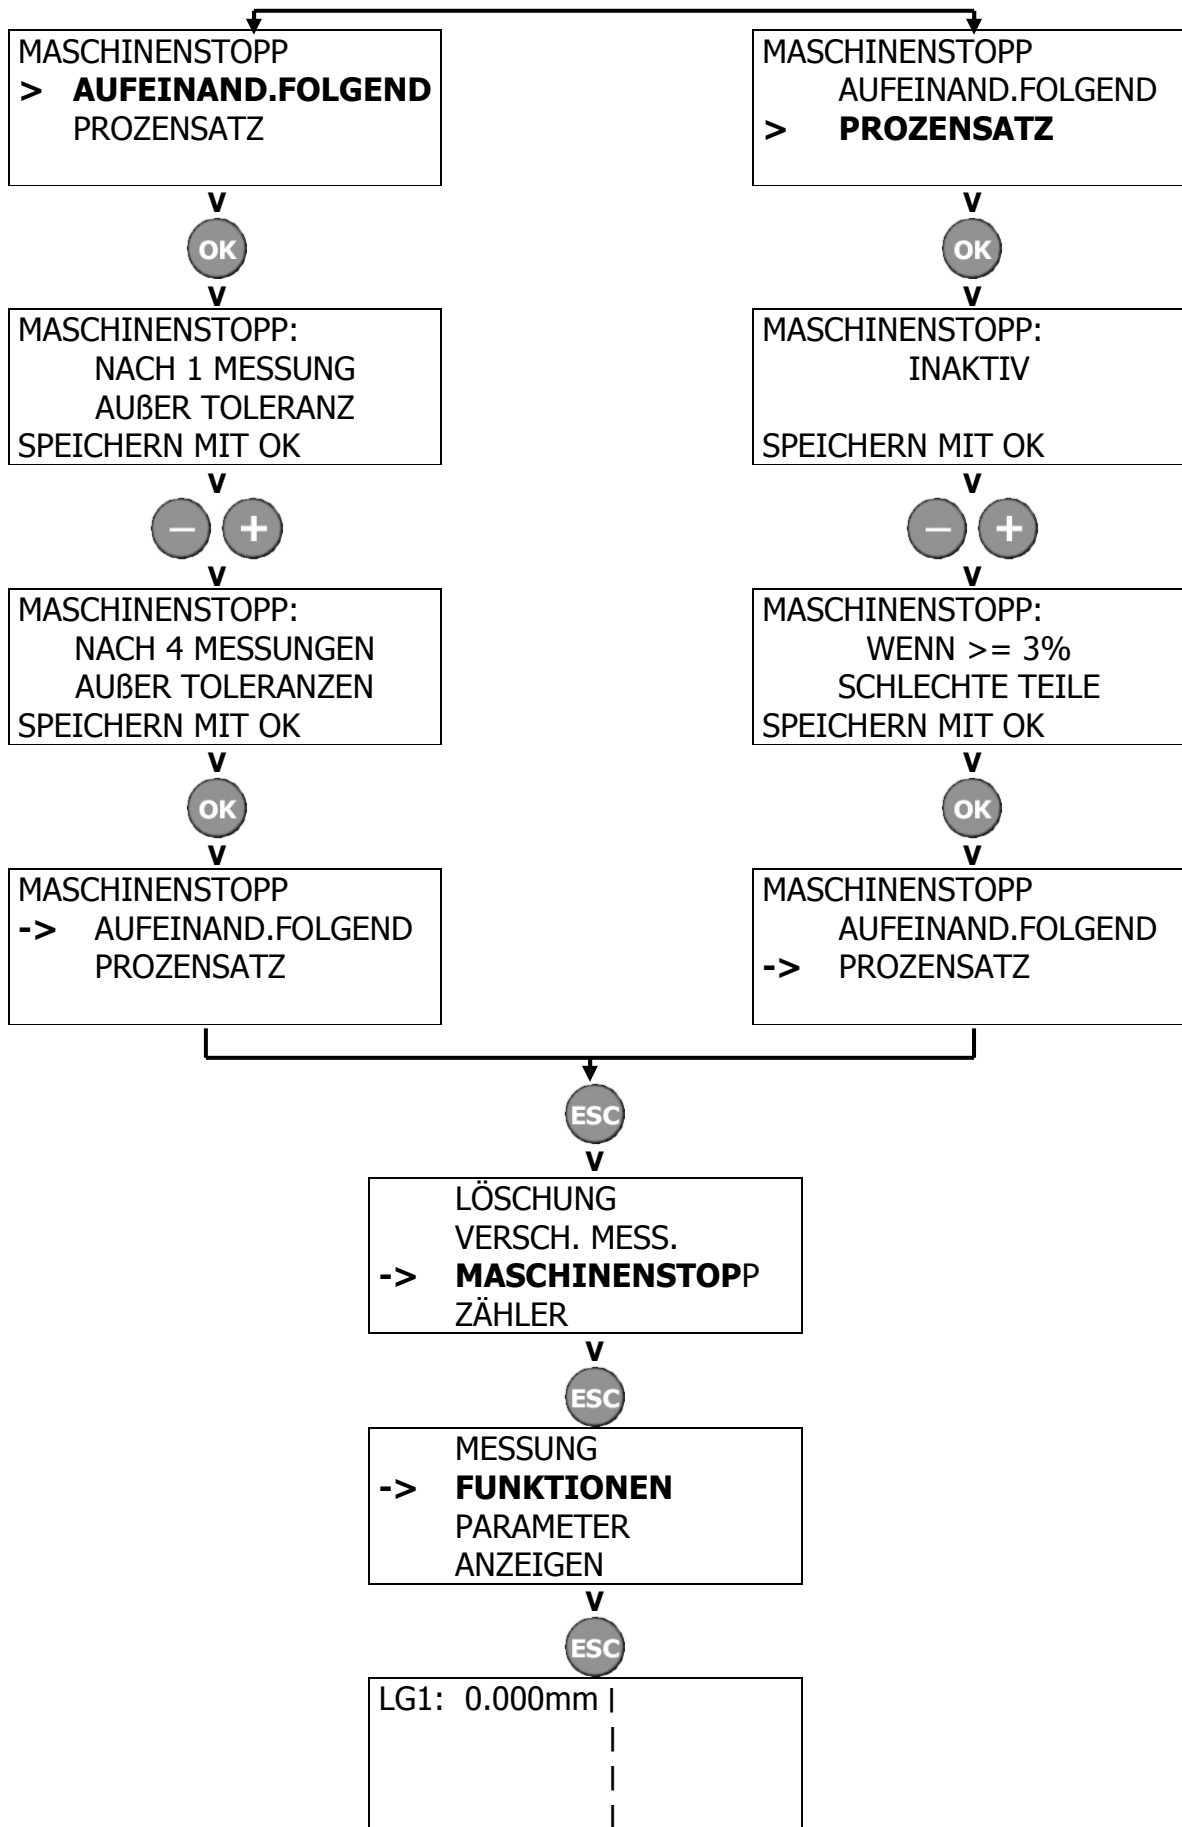 MASCHINENSTOPP
> AUFEINAND.FOLGEND
PROZENSATZ
V
OK
V
MASCHINENSTOPP:
NACH 1 MESSUNG
AUßER TOLERANZ
SPEICHERN MIT OK
V
– +
V
MASCHINENSTOPP:
NACH 4 MESSUNGEN
AUßER TOLERANZEN
SPEICHERN MIT OK
V
OK
V
MASCHINENSTOPP
-> AUFEINAND.FOLGEND
PROZENSATZ
MASCHINENSTOPP
AUFEINAND.FOLGEND
> PROZENSATZ
V
OK
V
MASCHINENSTOPP:
INAKTIV
SPEICHERN MIT OK
V
– +
V
MASCHINENSTOPP:
WENN >= 3%
SCHLECHTE TEILE
SPEICHERN MIT OK
V
OK
V
MASCHINENSTOPP
AUFEINAND.FOLGEND
-> PROZENSATZ
ESC
V
LÖSCHUNG
VERSCH. MESS.
-> MASCHINENSTOPP
ZÄHLER
V
ESC
MESSUNG
-> FUNKTIONEN
PARAMETER
ANZEIGEN
V
ESC
LG1: 0.000mm |
|
|
|